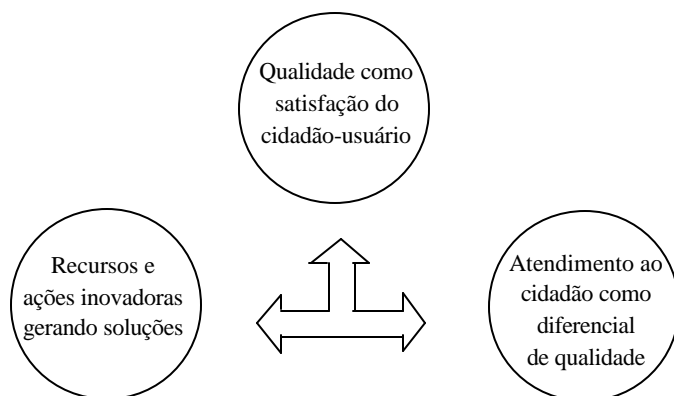 Qualidade como
satisfação do
cidadão-usuário
Recursos e
ações inovadoras
gerando soluções
Atendimento ao
cidadão como
diferencial
de qualidade